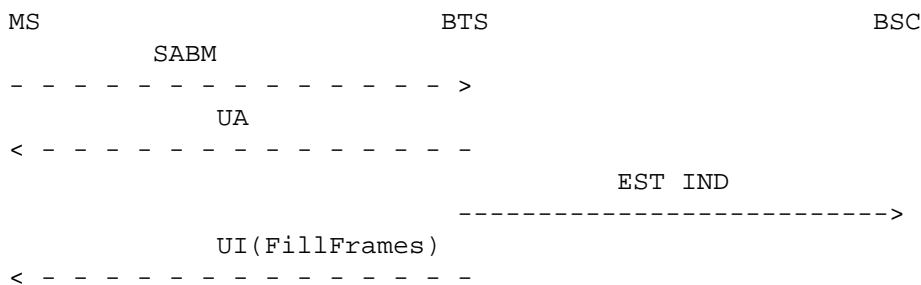 MS BTS BSC
SABM
- - - - - - - - - - - - - - >
UA
< - - - - - - - - - - - - - -
EST IND
--------------------------->
UI(FillFrames)
< - - - - - - - - - - - - - -